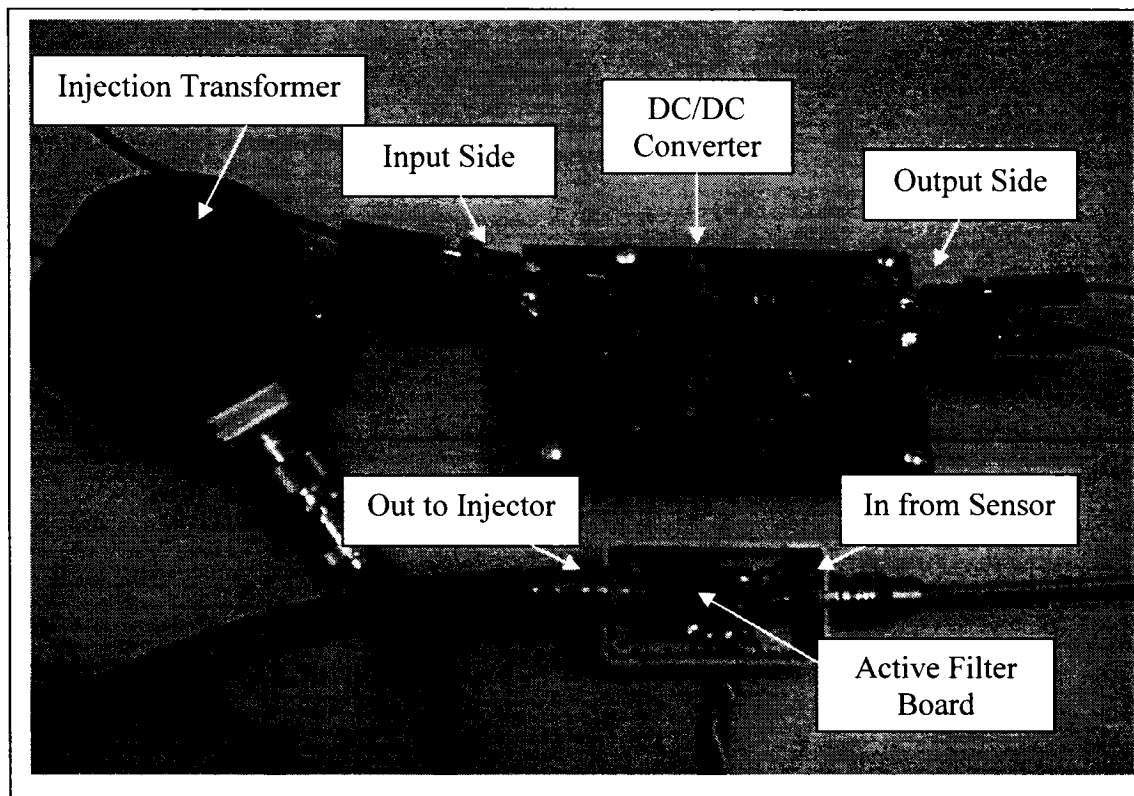 Injection Transformer
Input Side
DC/DC
Converter
Output Side
Out to Injector
In from Sensor
Active Filter
Board